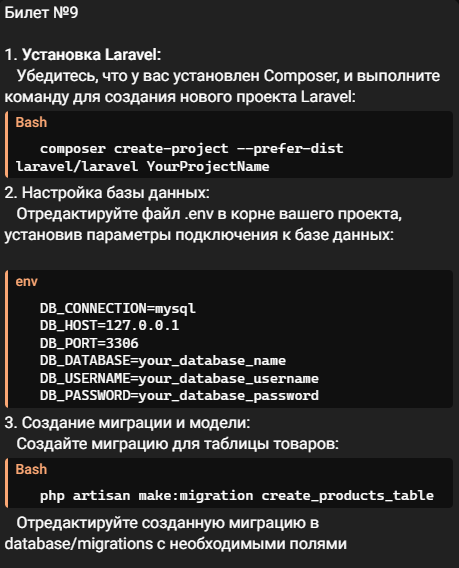 Билет №9
1. Установка Laravel:
Убедитесь, что у вас установлен Composer, и выполните
команду для создания нового проекта Laravel:
Bash
composer create-project --prefer-dist
laravel/laravel YourProjectName
2. Настройка базы данных:
Отредактируйте файл .env в корне вашего проекта,
установив параметры подключения к базе данных:
env
DB_CONNECTION=mysql
DB_HOST=127.0.0.1
DB_PORT=3306
DB_DATABASE=your_database_name
DB_USERNAME=your_database_username
DB_PASSWORD=your_database_password
3. Создание миграции и модели:
Создайте миграцию для таблицы товаров:
Bash
php artisan make:migration create_products_table
Отредактируйте созданную миграцию в
database/migrations с необходимыми полями